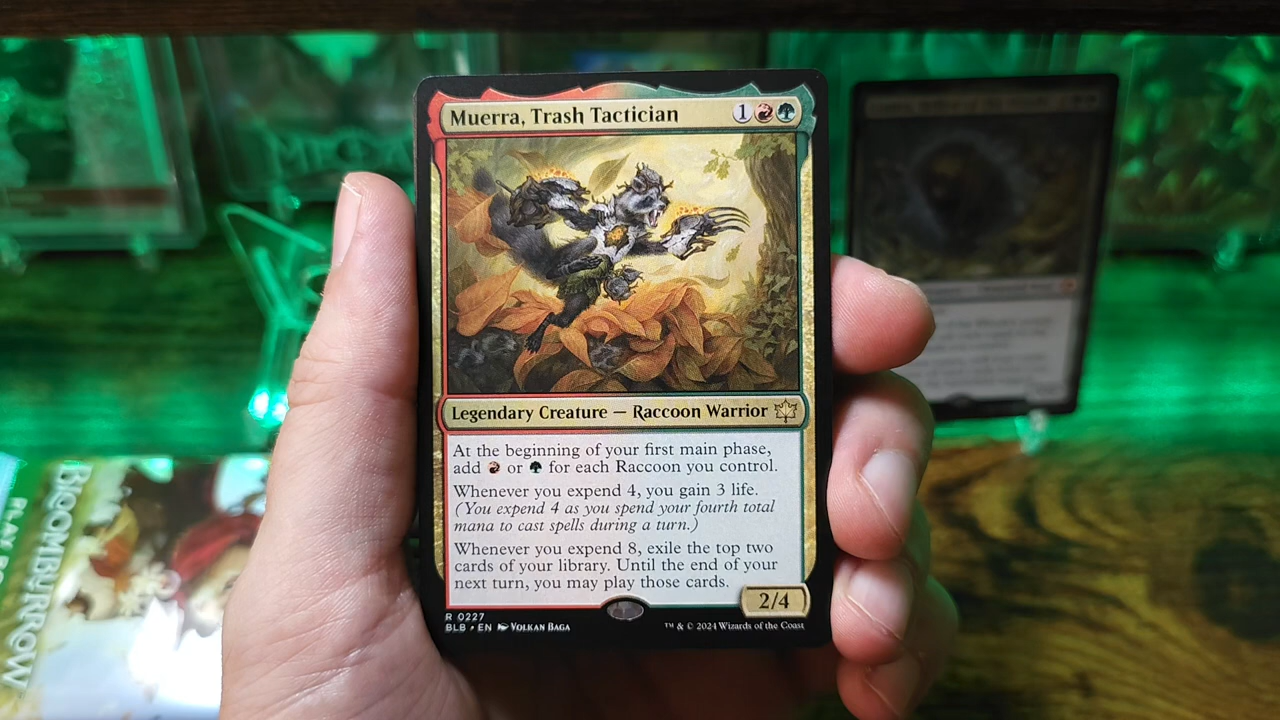 Muerra, Trash Tactician 1
Legendary Creature — Raccoon Warrior
At the beginning of your first main phase,
add or for each Raccoon you control.
Whenever you expend 4, you gain 3 life.
(You expend 4 as you spend your fourth total
mana to cast spells during a turn.)
Whenever you expend 8, exile the top two
cards of your library. Until the end of your
next turn, you may play those cards.
2/4
R 0227
BLB • EN Volkan Baga
™ & © 2024 Wizards of the Coast
BLOOMBURROW